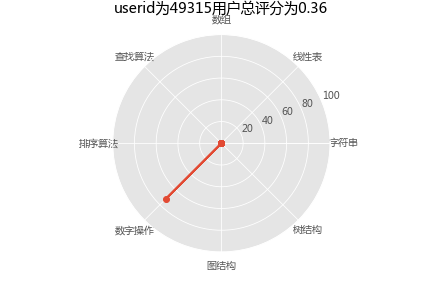 userid为49315用户总评分为0.36
数组
查找算法
线性表
100
80
60
40
20
排序算法
字符串
数字操作
树结构
图结构